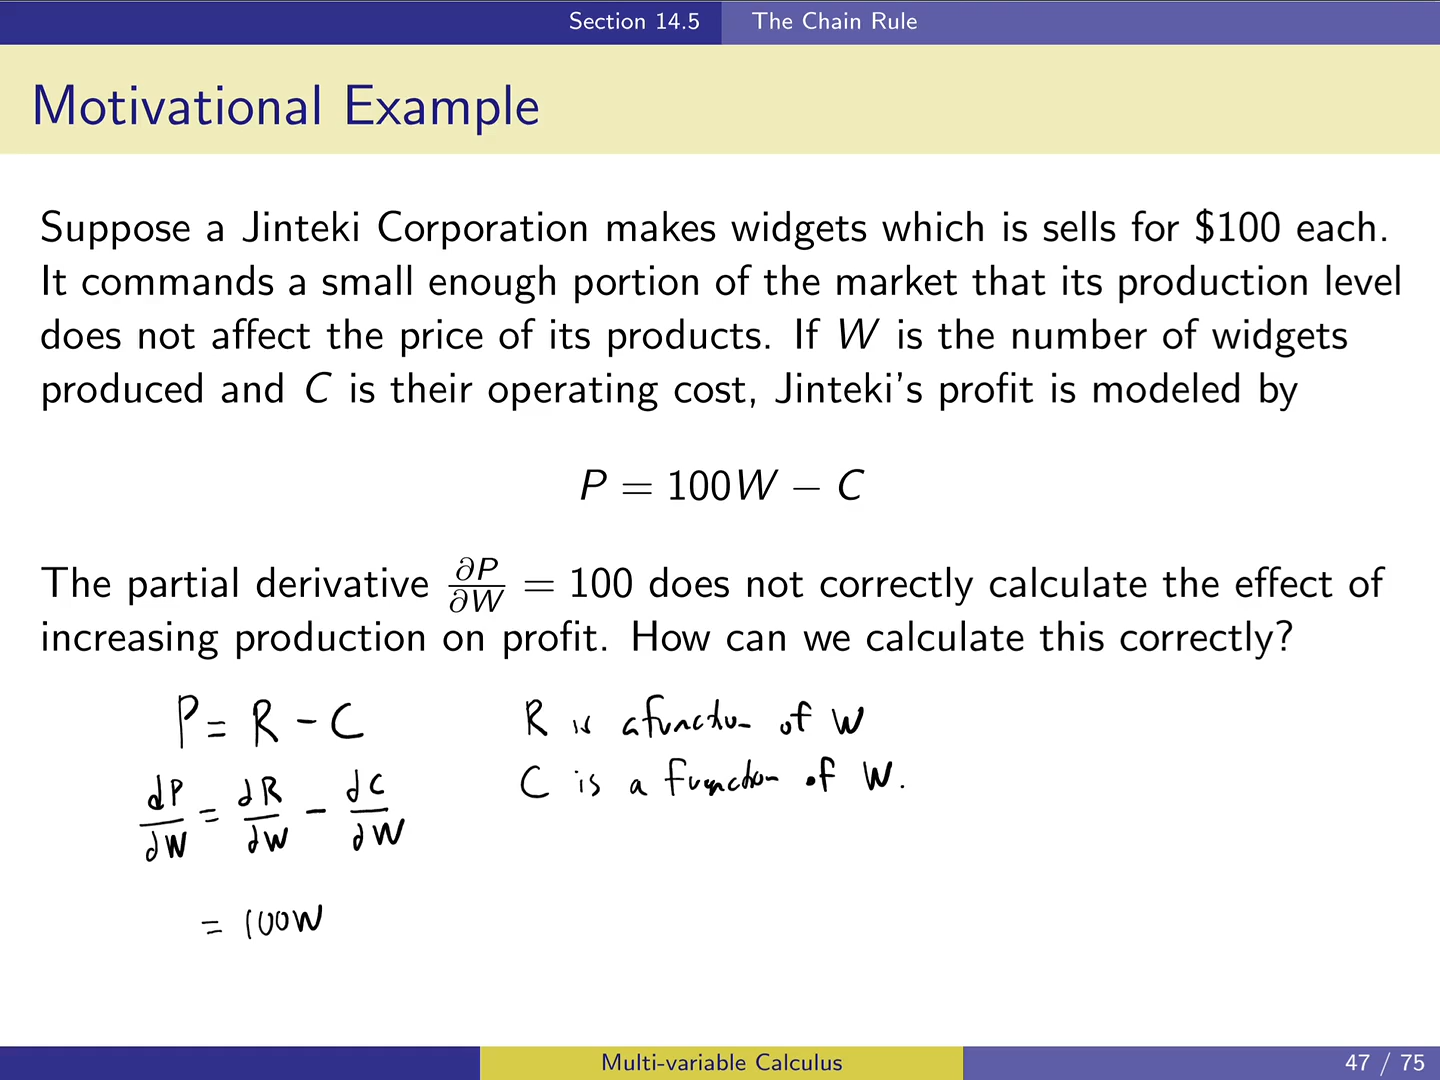 Section 14.5 The Chain Rule
Motivational Example
Suppose a Jinteki Corporation makes widgets which is sells for $100 each.
It commands a small enough portion of the market that its production level
does not affect the price of its products. If W is the number of widgets
produced and C is their operating cost, Jinteki's profit is modeled by
P = 100W − C
The partial derivative ∂P/∂W = 100 does not correctly calculate the effect of
increasing production on profit. How can we calculate this correctly?
P = R − C R is a function of W
dP/dW = dR/dW − dC/dW C is a function of W.
= 100W
Multi-variable Calculus 47 / 75